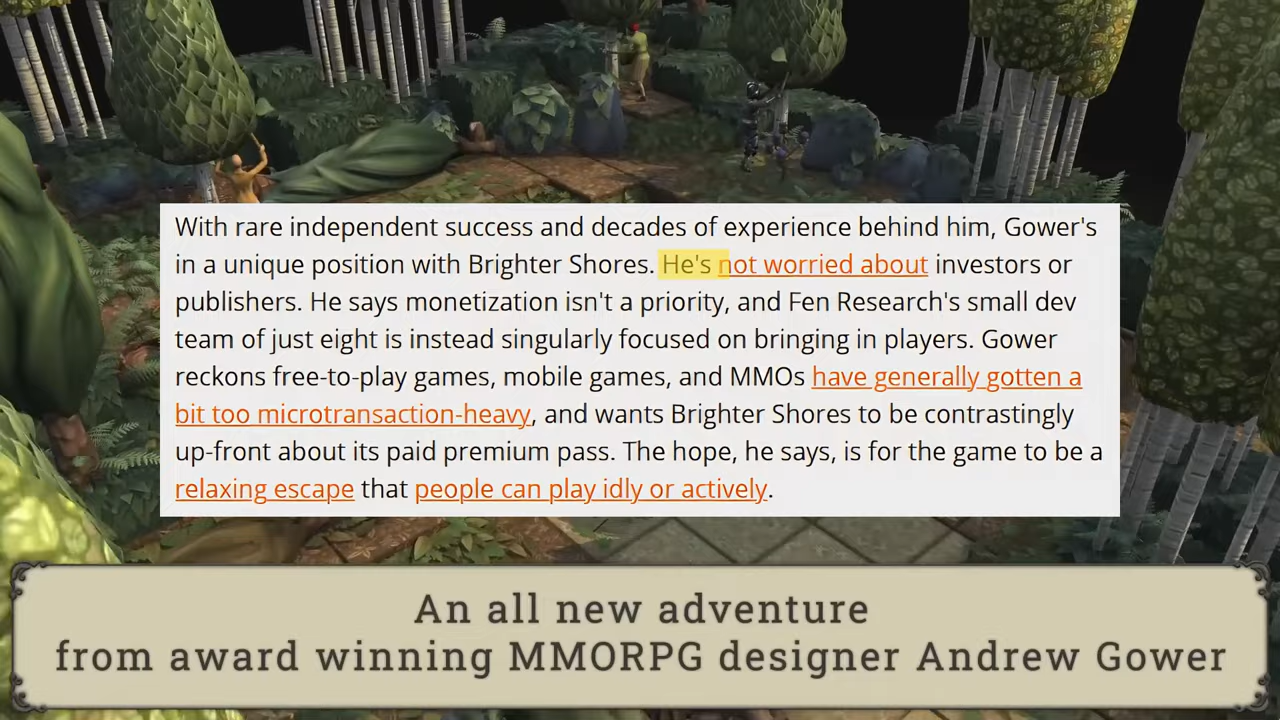 With rare independent success and decades of experience behind him, Gower's
in a unique position with Brighter Shores. He's not worried about investors or
publishers. He says monetization isn't a priority, and Fen Research's small dev
team of just eight is instead singularly focused on bringing in players. Gower
reckons free-to-play games, mobile games, and MMOs have generally gotten a
bit too microtransaction-heavy, and wants Brighter Shores to be contrastingly
up-front about its paid premium pass. The hope, he says, is for the game to be a
relaxing escape that people can play idly or actively.
An all new adventure
from award winning MMORPG designer Andrew Gower